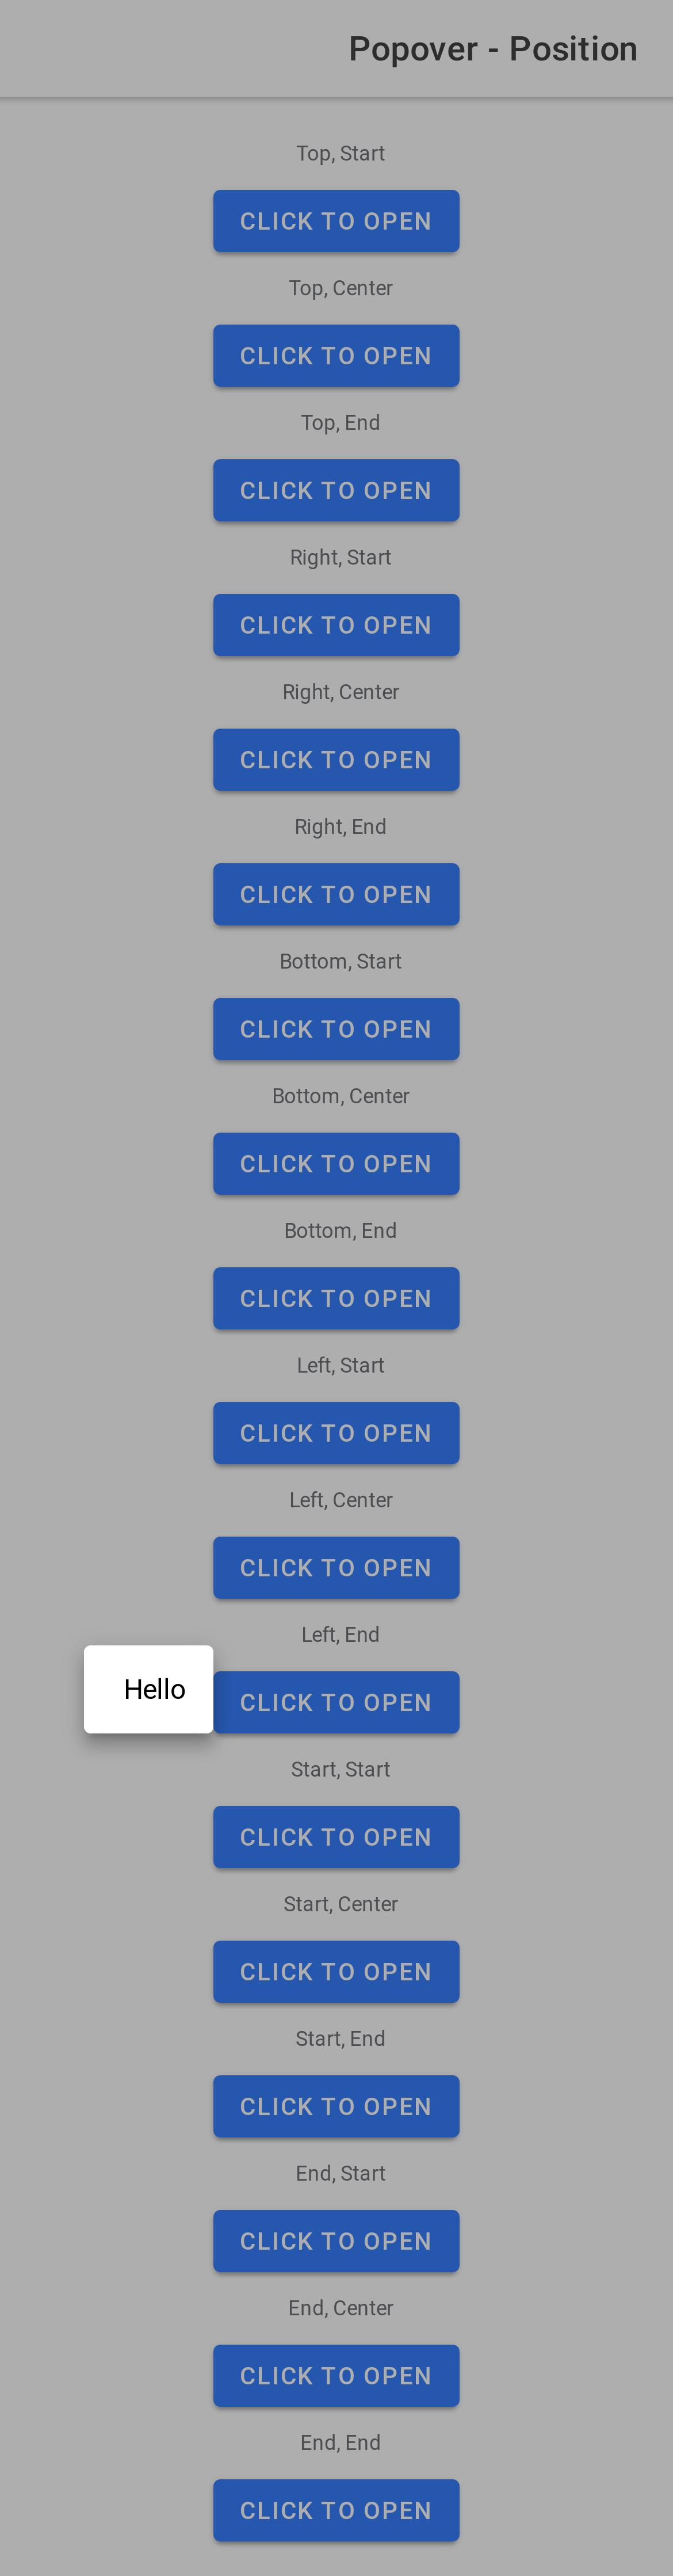 Popover - Position
Top, Start
CLICK TO OPEN
Top, Center
CLICK TO OPEN
Top, End
CLICK TO OPEN
Right, Start
CLICK TO OPEN
Right, Center
CLICK TO OPEN
Right, End
CLICK TO OPEN
Bottom, Start
CLICK TO OPEN
Bottom, Center
CLICK TO OPEN
Bottom, End
CLICK TO OPEN
Left, Start
CLICK TO OPEN
Left, Center
CLICK TO OPEN
Left, End
Hello
CLICK TO OPEN
Start, Start
CLICK TO OPEN
Start, Center
CLICK TO OPEN
Start, End
CLICK TO OPEN
End, Start
CLICK TO OPEN
End, Center
CLICK TO OPEN
End, End
CLICK TO OPEN